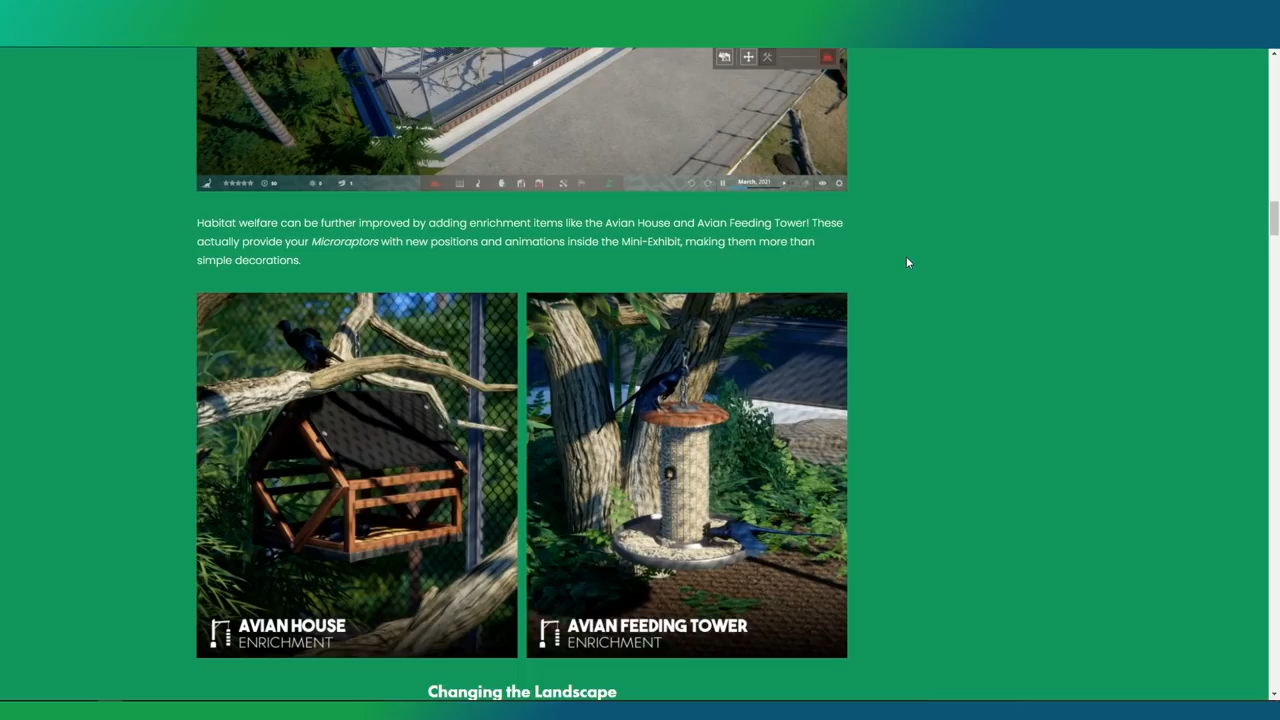 March, 2021
Habitat welfare can be further improved by adding enrichment items like the Avian House and Avian Feeding Tower! These
actually provide your Microraptors with new positions and animations inside the Mini-Exhibit, making them more than
simple decorations.
AVIAN HOUSE
ENRICHMENT
AVIAN FEEDING TOWER
ENRICHMENT
Changing the Landscape